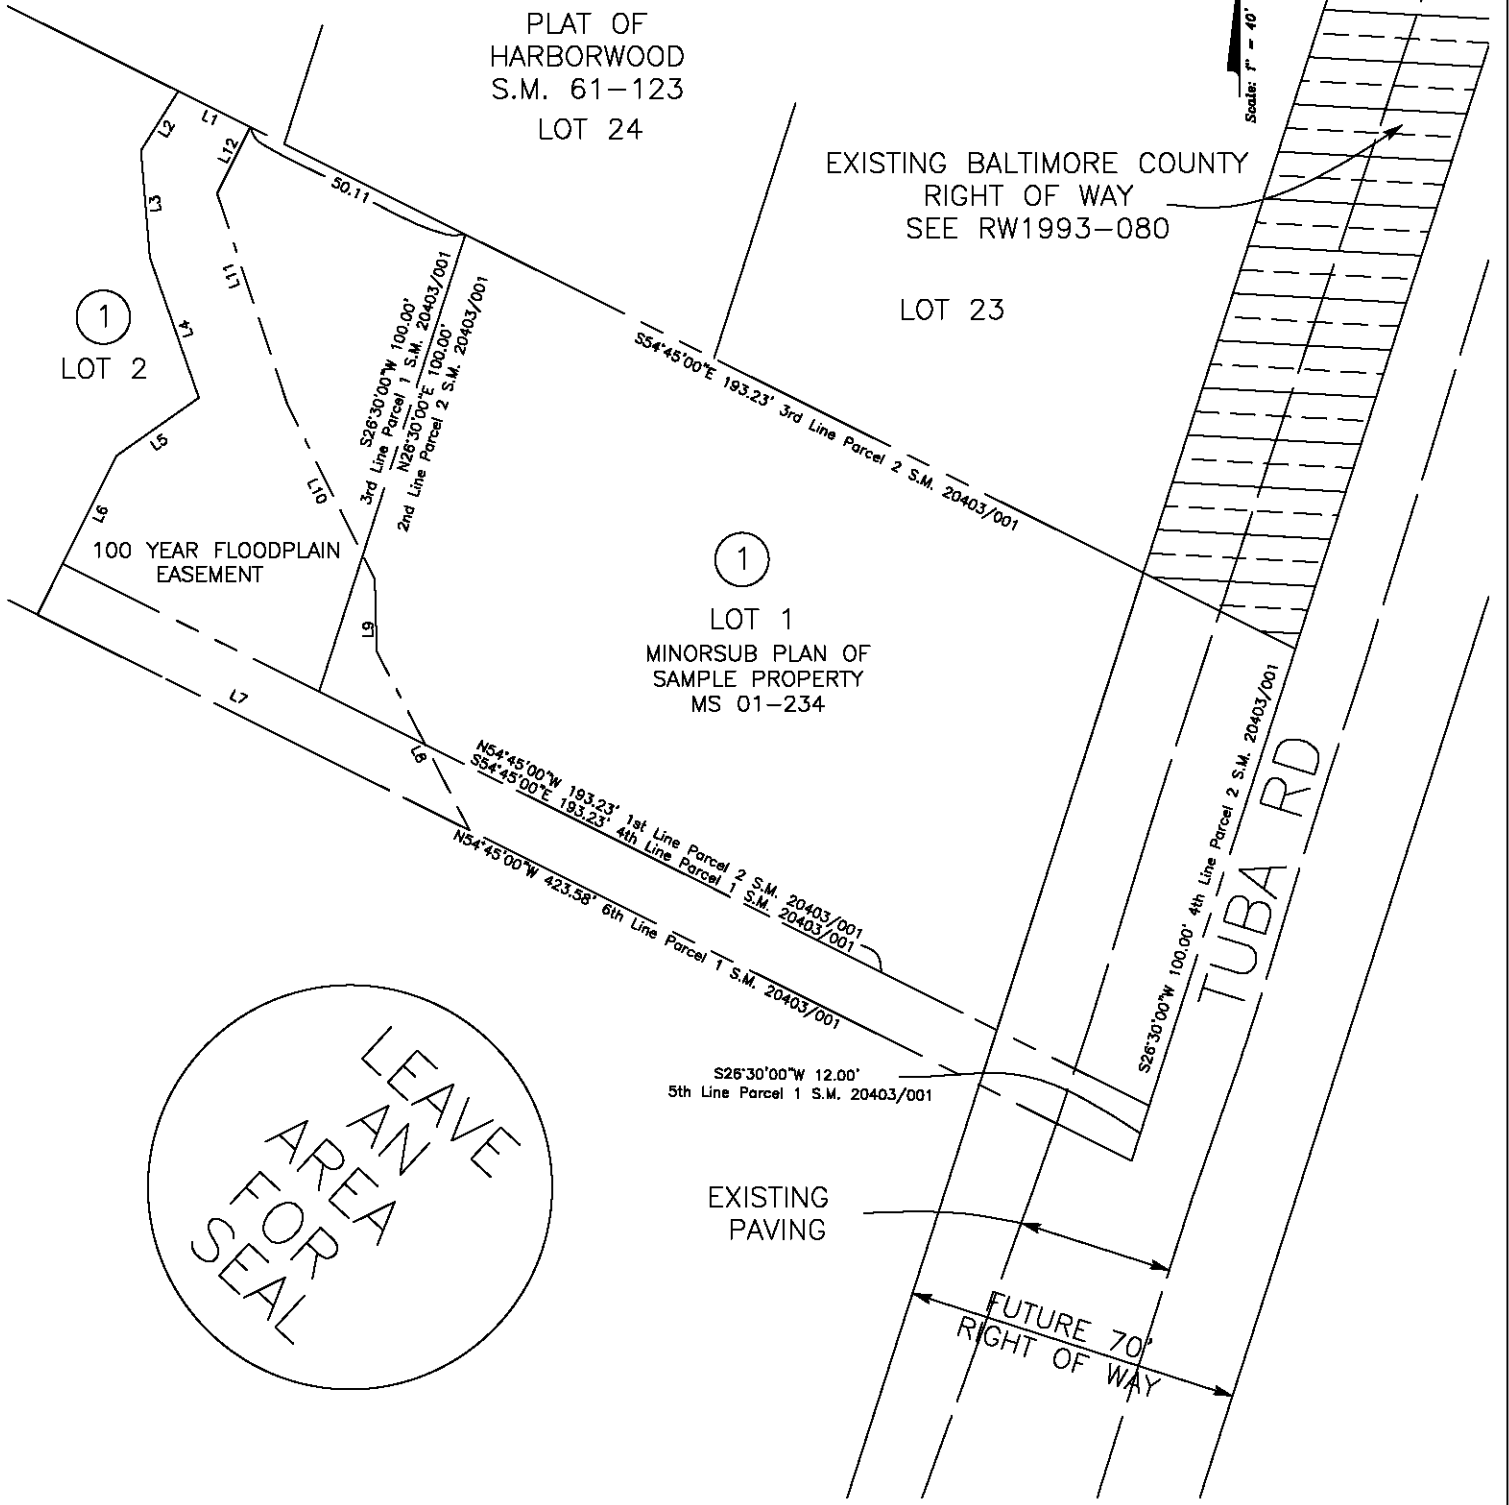 PLAT OF
HARBORWOOD
S.M. 61-123
LOT 24
Scale: 1" = 40'
EXISTING BALTIMORE COUNTY
RIGHT OF WAY
SEE RW1993-080
LOT 23
L1
L2
L12
L3
50.11
L11
L4
1
LOT 2
S26°30'00"W 100.00'
3rd Line Parcel 1 S.M. 20403/001
N26°30'00"E 100.00'
2nd Line Parcel 2 S.M. 20403/001
S54°45'00"E 193.23' 3rd Line Parcel 2 S.M. 20403/001
L5
L10
L6
100 YEAR FLOODPLAIN
EASEMENT
L9
1
LOT 1
MINORSUB PLAN OF
SAMPLE PROPERTY
MS 01-234
L7
L8
N54°45'00"W 193.23' 1st Line Parcel 2 S.M. 20403/001
S54°45'00"E 193.23' 4th Line Parcel 1 S.M. 20403/001
N54°45'00"W 423.58' 6th Line Parcel 1 S.M. 20403/001
S26°30'00"W 100.00' 4th Line Parcel 2 S.M. 20403/001
TUBA RD
S26°30'00"W 12.00'
5th Line Parcel 1 S.M. 20403/001
LEAVE
AN
AREA
FOR
SEAL
EXISTING
PAVING
FUTURE 70'
RIGHT OF WAY